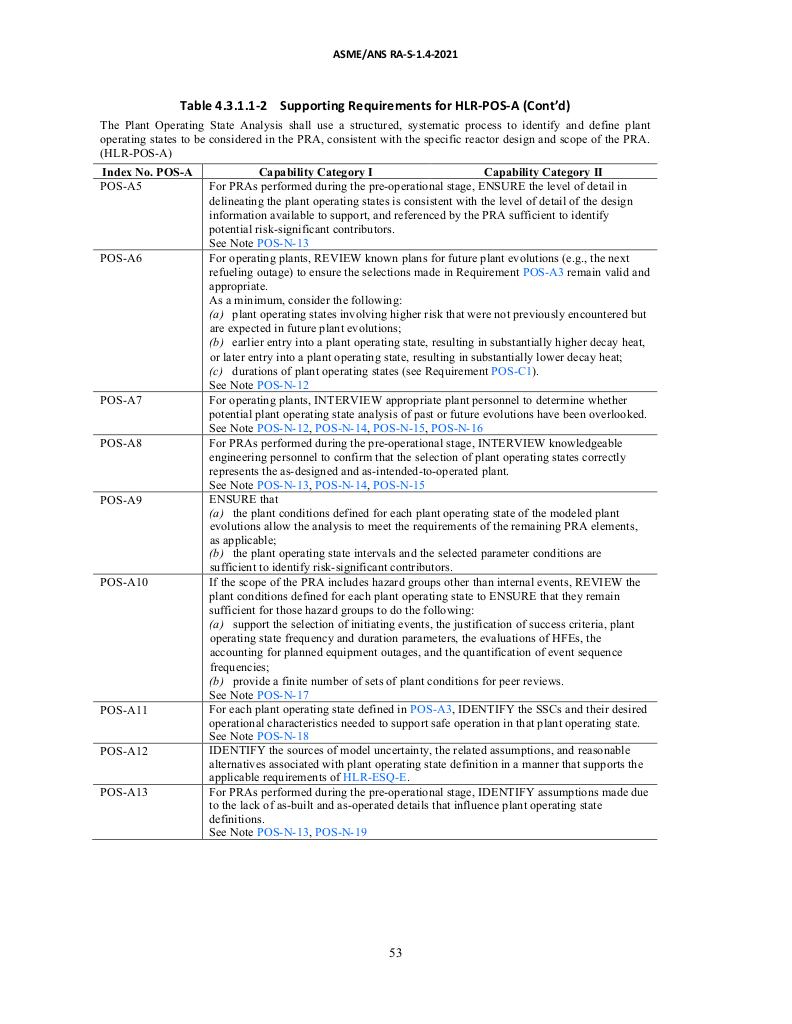 ASME/ANS RA-S-1.4-2021
Table 4.3.1.1-2 Supporting Requirements for HLR-POS-A (Cont’d)
The Plant Operating State Analysis shall use a structured, systematic process to identify and define plant
operating states to be considered in the PRA, consistent with the specific reactor design and scope of the PRA.
(HLR-POS-A)
Index No. POS-A Capability Category I Capability Category II
POS-A5 For PRAs performed during the pre-operational stage, ENSURE the level of detail in
delineating the plant operating states is consistent with the level of detail of the design
information available to support, and referenced by the PRA sufficient to identify
potential risk-significant contributors.
See Note POS-N-13
POS-A6 For operating plants, REVIEW known plans for future plant evolutions (e.g., the next
refueling outage) to ensure the selections made in Requirement POS-A3 remain valid and
appropriate.
As a minimum, consider the following:
(a) plant operating states involving higher risk that were not previously encountered but
are expected in future plant evolutions;
(b) earlier entry into a plant operating state, resulting in substantially higher decay heat,
or later entry into a plant operating state, resulting in substantially lower decay heat;
(c) durations of plant operating states (see Requirement POS-C1).
See Note POS-N-12
POS-A7 For operating plants, INTERVIEW appropriate plant personnel to determine whether
potential plant operating state analysis of past or future evolutions have been overlooked.
See Note POS-N-12, POS-N-14, POS-N-15, POS-N-16
POS-A8 For PRAs performed during the pre-operational stage, INTERVIEW knowledgeable
engineering personnel to confirm that the selection of plant operating states correctly
represents the as-designed and as-intended-to-operated plant.
See Note POS-N-13, POS-N-14, POS-N-15
POS-A9 ENSURE that
(a) the plant conditions defined for each plant operating state of the modeled plant
evolutions allow the analysis to meet the requirements of the remaining PRA elements,
as applicable;
(b) the plant operating state intervals and the selected parameter conditions are
sufficient to identify risk-significant contributors.
POS-A10 If the scope of the PRA includes hazard groups other than internal events, REVIEW the
plant conditions defined for each plant operating state to ENSURE that they remain
sufficient for those hazard groups to do the following:
(a) support the selection of initiating events, the justification of success criteria, plant
operating state frequency and duration parameters, the evaluations of HFEs, the
accounting for planned equipment outages, and the quantification of event sequence
frequencies;
(b) provide a finite number of sets of plant conditions for peer reviews.
See Note POS-N-17
POS-A11 For each plant operating state defined in POS-A3, IDENTIFY the SSCs and their desired
operational characteristics needed to support safe operation in that plant operating state.
See Note POS-N-18
POS-A12 IDENTIFY the sources of model uncertainty, the related assumptions, and reasonable
alternatives associated with plant operating state definition in a manner that supports the
applicable requirements of HLR-ESQ-E.
POS-A13 For PRAs performed during the pre-operational stage, IDENTIFY assumptions made due
to the lack of as-built and as-operated details that influence plant operating state
definitions.
See Note POS-N-13, POS-N-19
53